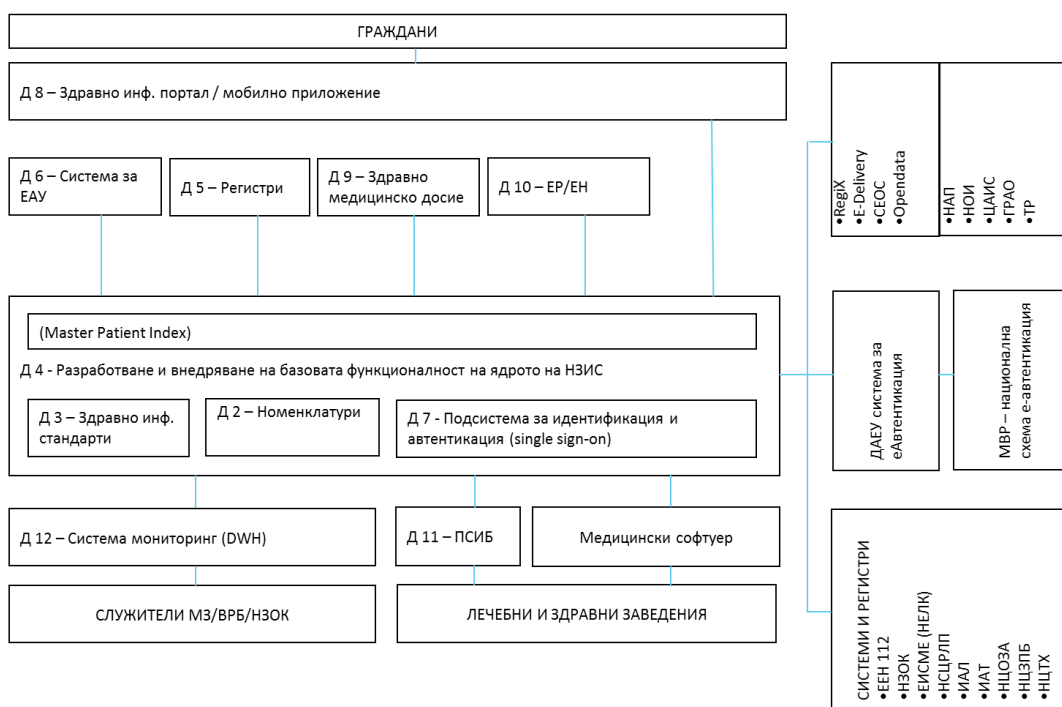 ГРАЖДАНИ
Д 8 – Здравно инф. портал / мобилно приложение
Д 6 – Система за
ЕАУ
Д 5 - Регистри
Д 9 – Здравно
медицинско досие
Д 10 – ЕР/ЕН
(Master Patient Index)
Д 4 - Разработване и внедряване на базовата функционалност на ядрото на НЗИС
Д 3 – Здравно инф.
стандарти
Д 2 – Номенклатури
Д 7 - Подсистема за идентификация и
автентикация (single sign-on)
Д 12 – Система мониторинг (DWH)
Д 11 – ПСИБ
Медицински софтуер
СЛУЖИТЕЛИ МЗ/ВРБ/НЗОК
ЛЕЧЕБНИ И ЗДРАВНИ ЗАВЕДЕНИЯ
•RegiX
•E-Delivery
•СЕОС
•Opendata
•НАП
•НОИ
•ЦАИС
•ГРАО
•ТР
ДАЕУ система за
еАвтентикация
МВР – национална
схема е-автентикация
СИСТЕМИ И РЕГИСТРИ
•ЕЕН 112
•НЗОК
•ЕИСМЕ (НЕЛК)
•НСЦРЛП
•ИАЛ
•ИАТ
•НЦОЗА
•НЦЗПБ
•НЦТХ